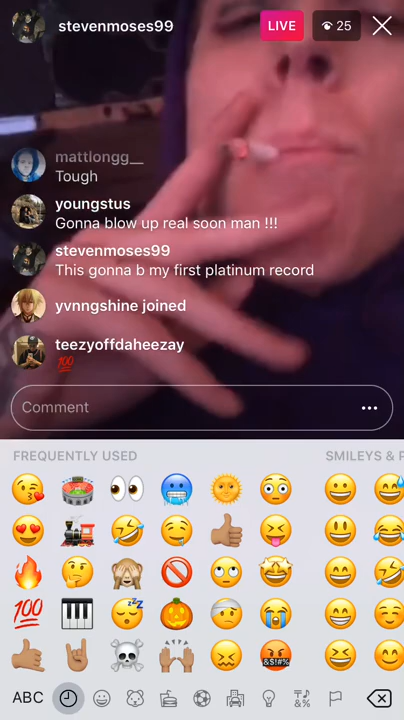 stevenmoses99
LIVE
25
mattlongg__
Tough
youngstus
Gonna blow up real soon man !!!
stevenmoses99
This gonna b my first platinum record
yvnngshine joined
teezyoffdaheezay
💯
Comment
FREQUENTLY USED
SMILEYS & P
ABC